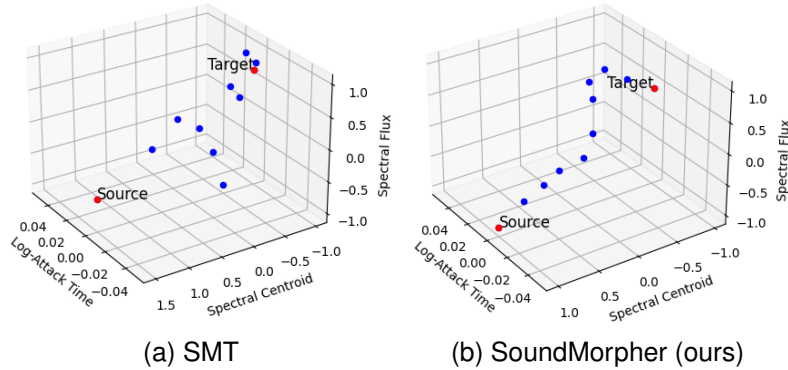 Target
Source
1.0
0.5
0.0
−0.5
−1.0
Spectral Flux
0.04
0.02
0.00
−0.02
−0.04
Log-Attack Time
1.5
1.0
0.5
0.0
−0.5
−1.0
Spectral Centroid
(a) SMT
Target
Source
1.0
0.5
0.0
−0.5
−1.0
Spectral Flux
0.04
0.02
0.00
−0.02
−0.04
Log-Attack Time
1.0
0.5
0.0
−0.5
−1.0
Spectral Centroid
(b) SoundMorpher (ours)